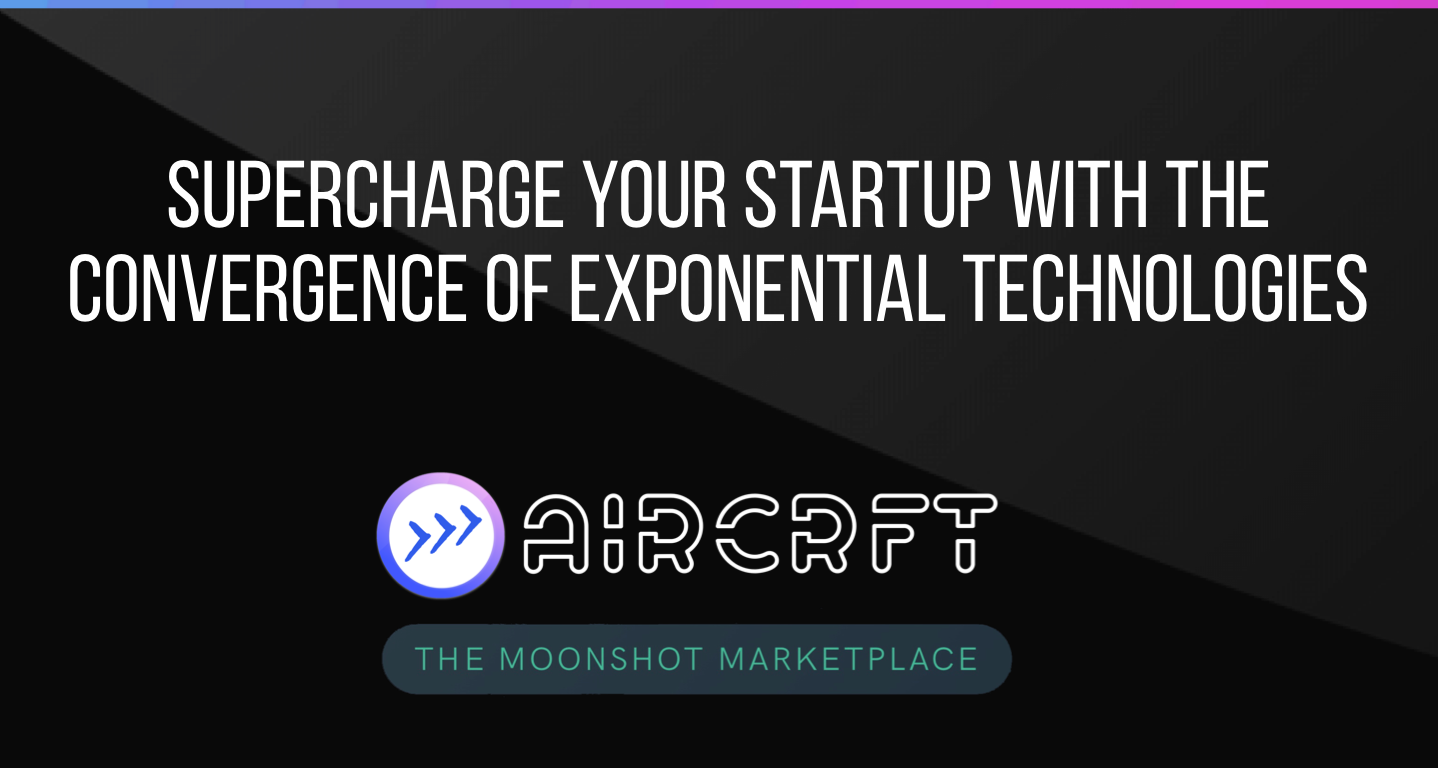 SUPERCHARGE YOUR STARTUP WITH THE
CONVERGENCE OF EXPONENTIAL TECHNOLOGIES
AIRCRFT
THE MOONSHOT MARKETPLACE